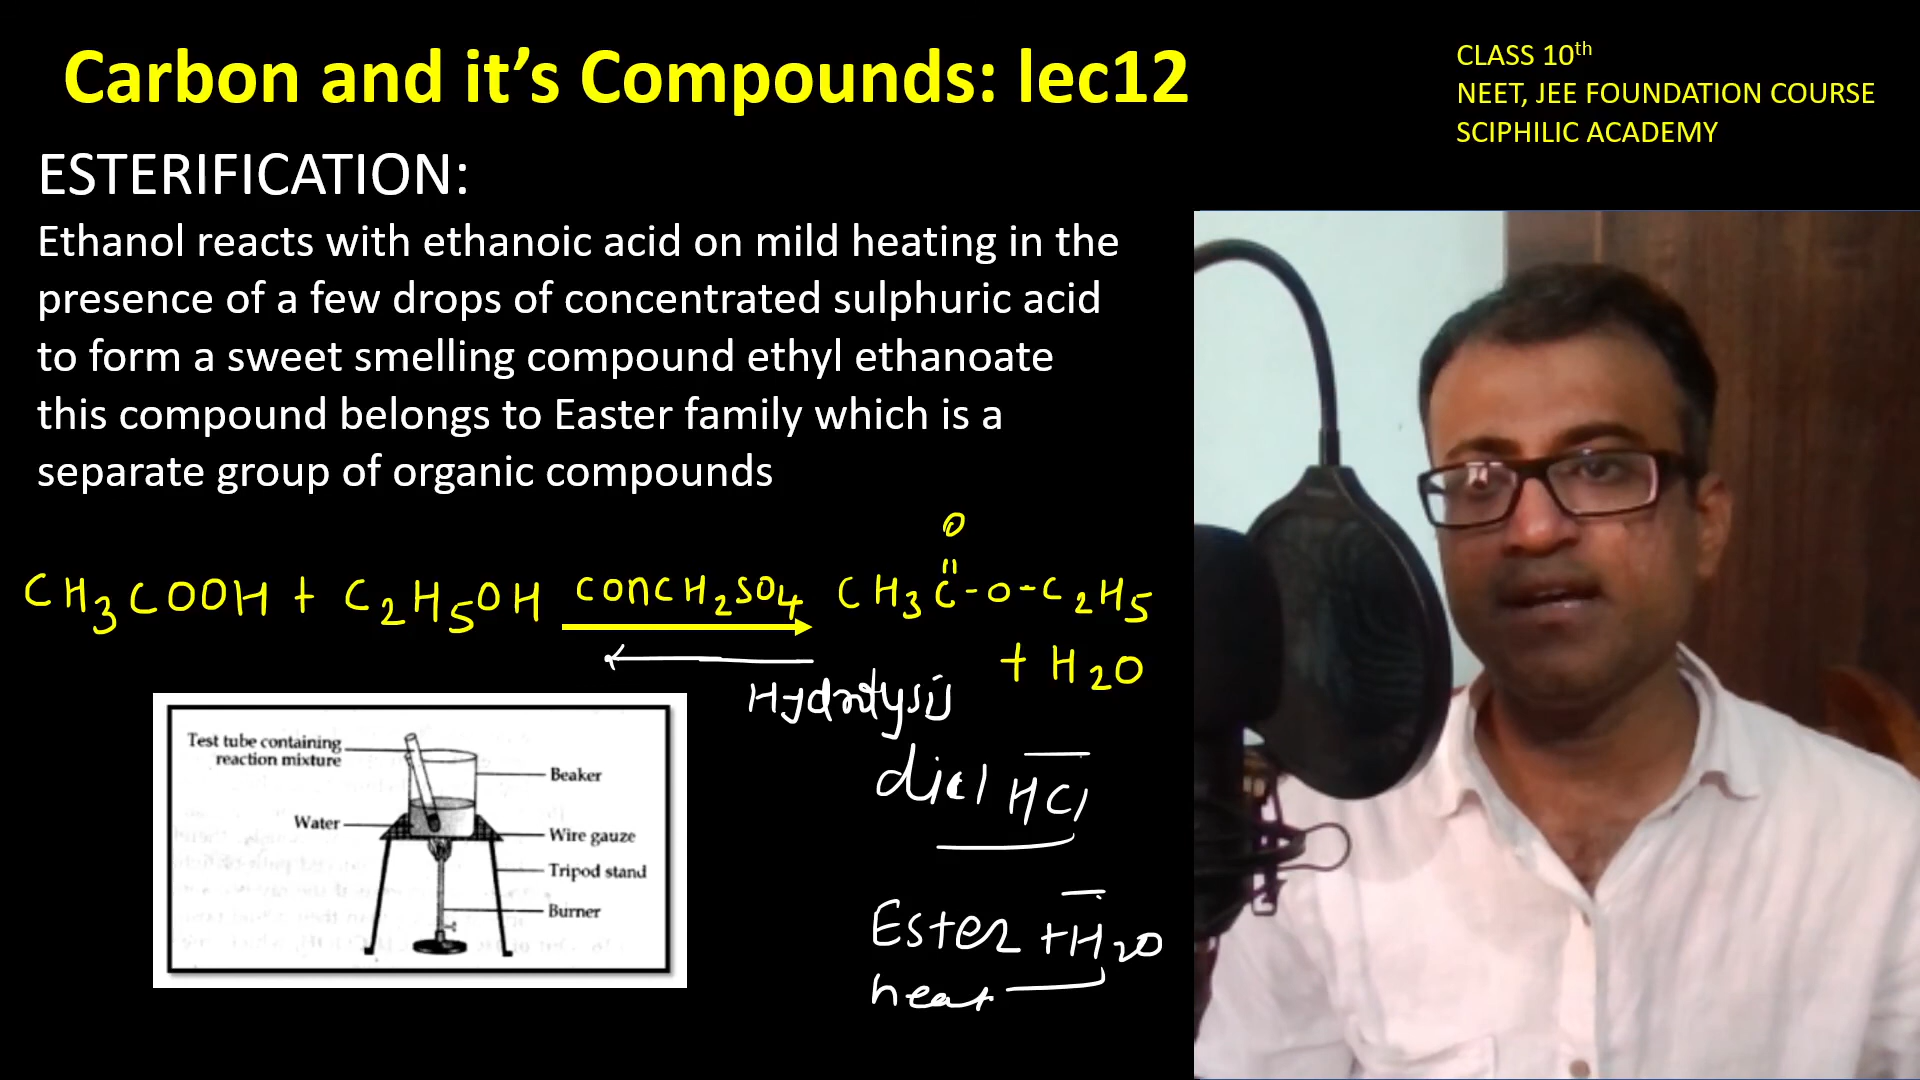 Carbon and it’s Compounds: lec12
CLASS 10th
NEET, JEE FOUNDATION COURSE
SCIPHILIC ACADEMY
ESTERIFICATION:
Ethanol reacts with ethanoic acid on mild heating in the
presence of a few drops of concentrated sulphuric acid
to form a sweet smelling compound ethyl ethanoate
this compound belongs to Easter family which is a
separate group of organic compounds
O
CH3COOH + C2H5OH conc H2SO4 CH3C-O-C2H5
+ H2O
Hydrolysis
HCl
Ester + H2O
heat
Test tube containing
reaction mixture
Beaker
Water
Wire gauze
Tripod stand
Burner